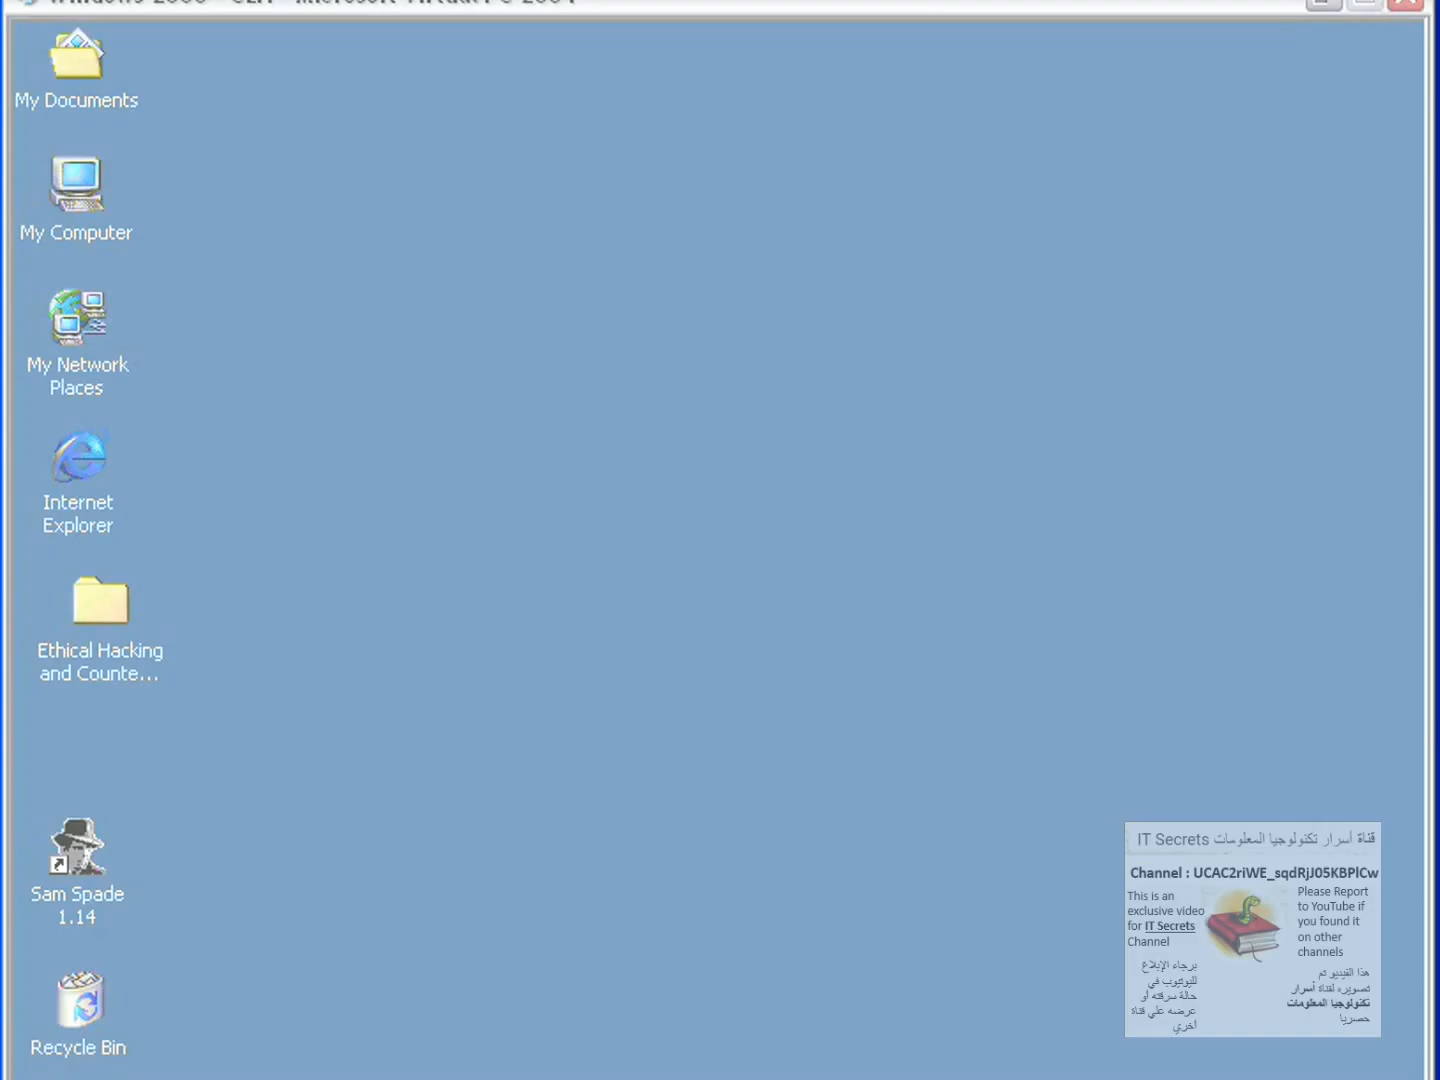 My Documents
My Computer
My Network
Places
Internet
Explorer
Ethical Hacking
and Counte...
Sam Spade
1.14
Recycle Bin
IT Secrets قناة أسرار تكنولوجيا المعلومات
Channel : UCAC2riWE_sqdRjJ05KBPlCw
This is an
exclusive video
for IT Secrets
Channel
Please Report
to YouTube if
you found it
on other
channels
برجاء الإبلاغ
لليوتيوب في
حالة سرقته أو
عرضه علي قناة
أخري
هذا الفيديو تم
تصويره لقناة أسرار
تكنولوجيا المعلومات
حصريا